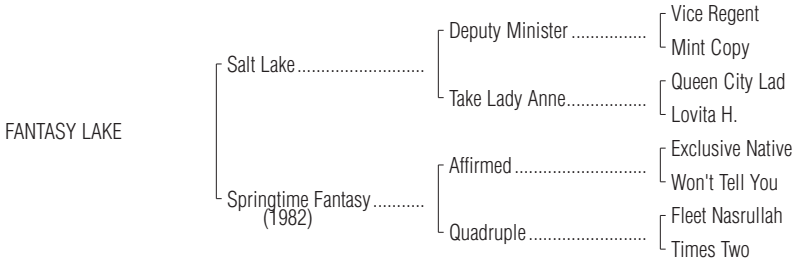 Vice Regent
Deputy Minister ..................
Mint Copy
Salt Lake..........................
Queen City Lad
Take Lady Anne..................
Lovita H.
FANTASY LAKE
Exclusive Native
Affirmed ..........................
Won't Tell You
Springtime Fantasy...........
(1982)
Fleet Nasrullah
Quadruple ........................
Times Two